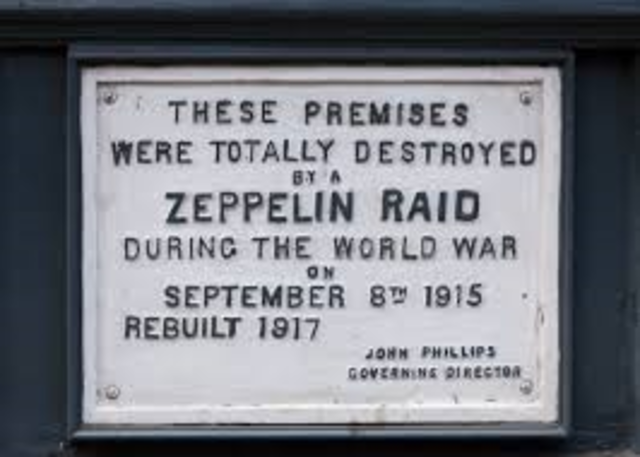 THESE PREMISES
WERE TOTALLY DESTROYED
BY A
ZEPPELIN RAID
DURING THE WORLD WAR
ON
SEPTEMBER 8TH 1915
REBUILT 1917
JOHN PHILLIPS
GOVERNING DIRECTOR